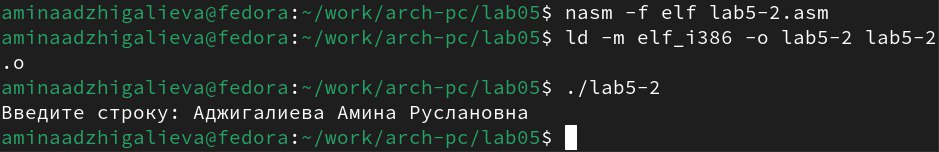 aminaadzhigalieva@fedora:~/work/arch-pc/lab05$ nasm -f elf lab5-2.asm
aminaadzhigalieva@fedora:~/work/arch-pc/lab05$ ld -m elf_i386 -o lab5-2 lab5-2
.o
aminaadzhigalieva@fedora:~/work/arch-pc/lab05$ ./lab5-2
Введите строку: Аджигалиева Амина Руслановна
aminaadzhigalieva@fedora:~/work/arch-pc/lab05$